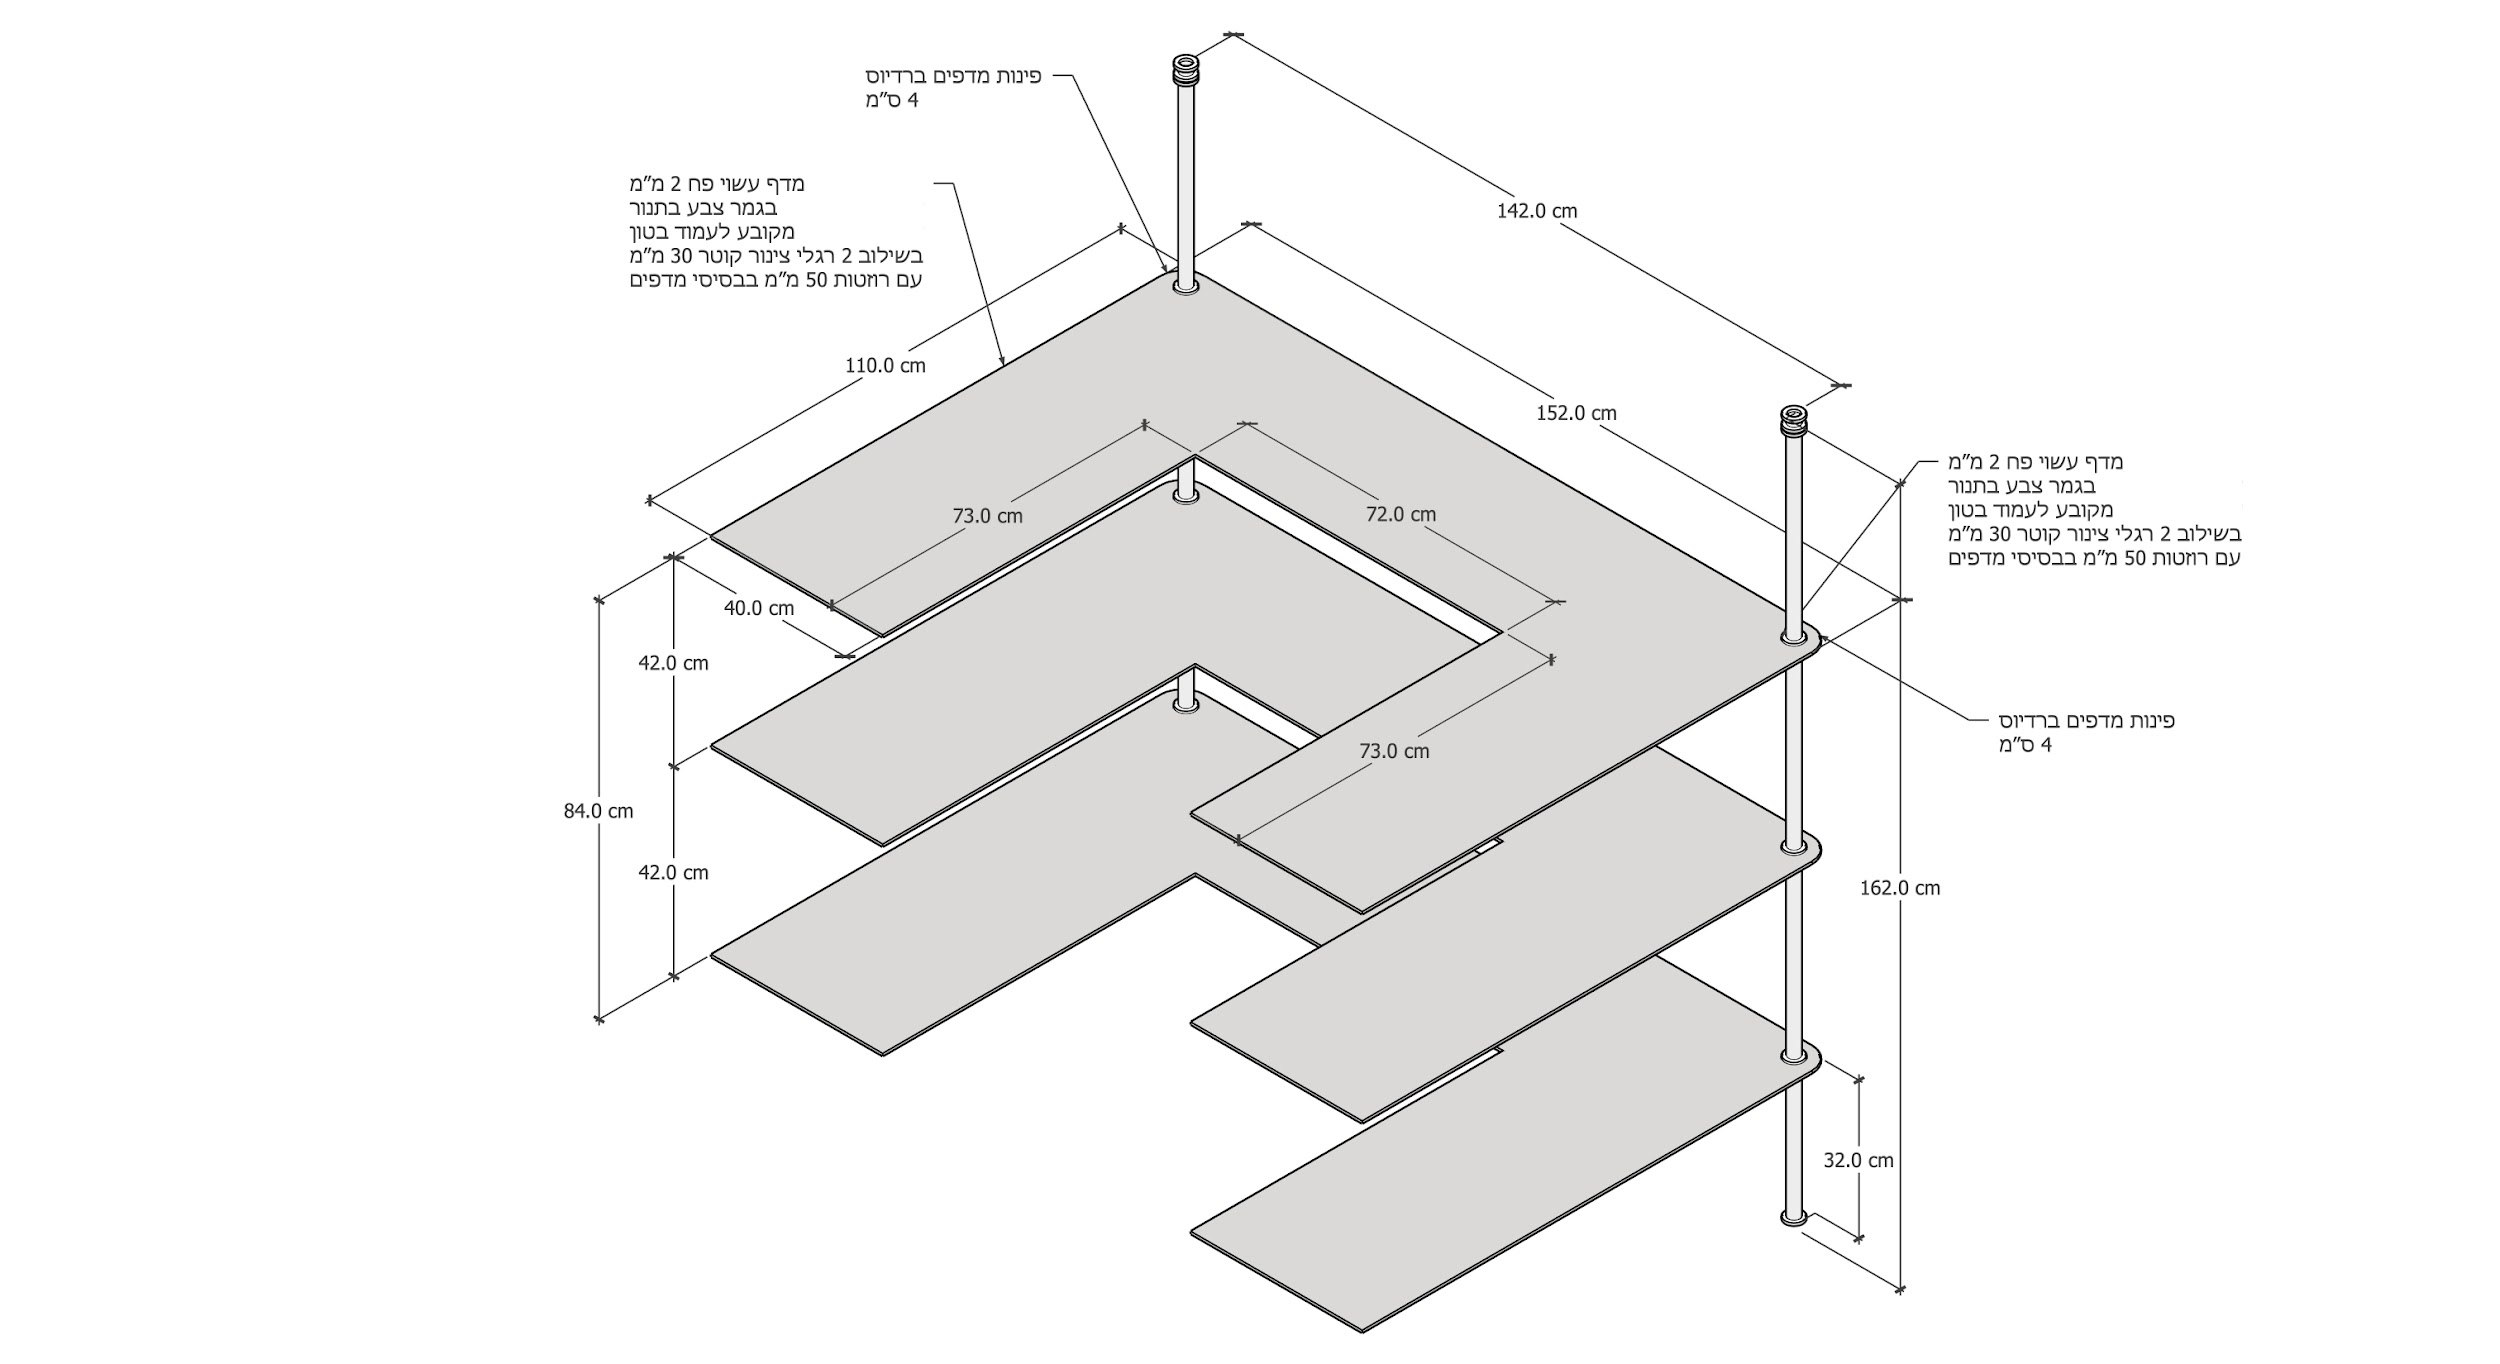 פינות מדפים ברדיוס
4 ס"מ
מדף עשוי פח 2 מ"מ
בגמר צבע בתנור
מקובע לעמוד בטון
בשילוב 2 רגלי צינור קוטר 30 מ"מ
עם רוזטות 50 מ"מ בבסיסי מדפים
142.0 cm
110.0 cm
152.0 cm
73.0 cm
72.0 cm
מדף עשוי פח 2 מ"מ
בגמר צבע בתנור
מקובע לעמוד בטון
בשילוב 2 רגלי צינור קוטר 30 מ"מ
עם רוזטות 50 מ"מ בבסיסי מדפים
40.0 cm
42.0 cm
73.0 cm
פינות מדפים ברדיוס
4 ס"מ
84.0 cm
42.0 cm
162.0 cm
32.0 cm